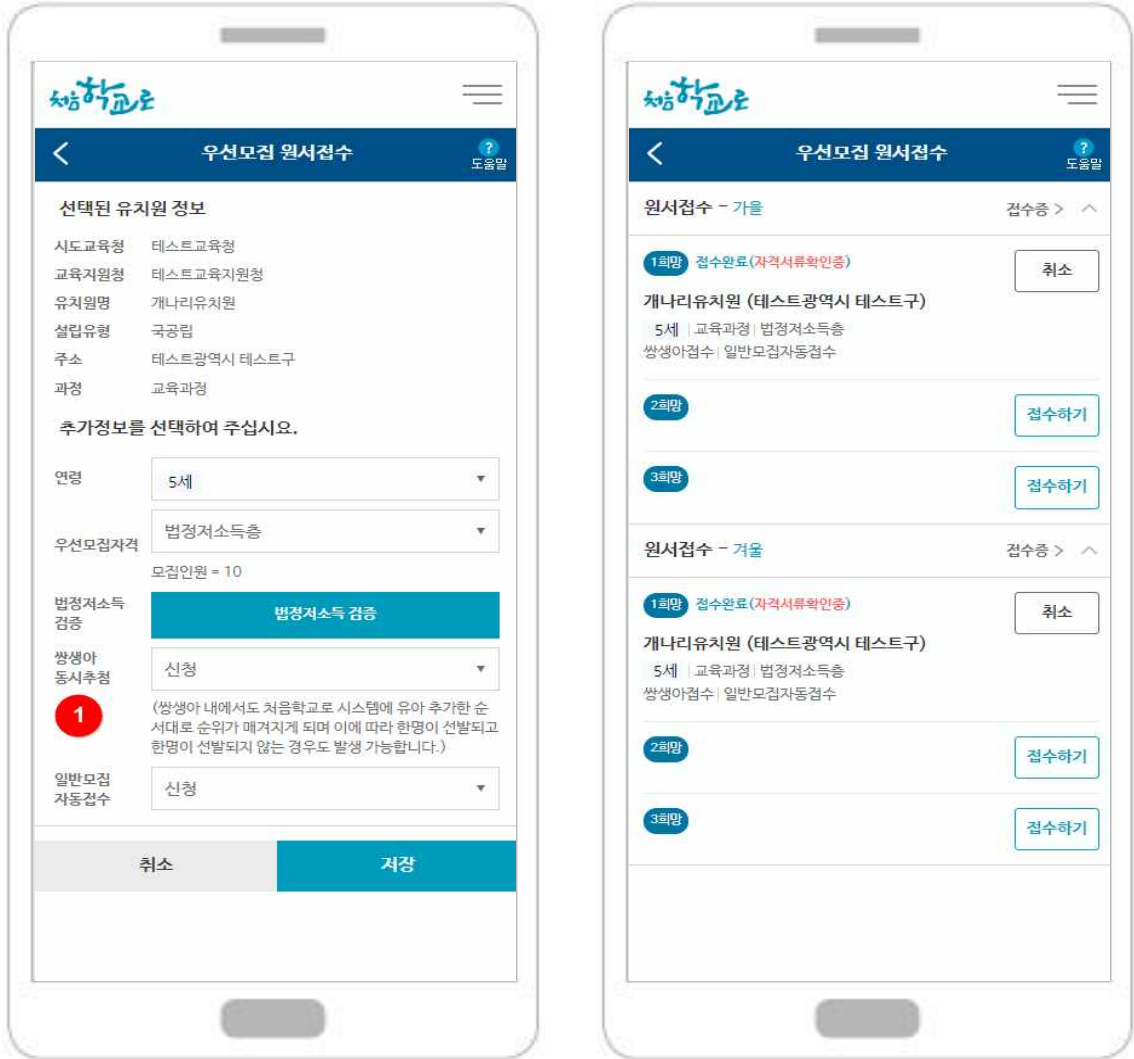 처음학교로
우선모집 원서접수
?
도움말
선택된 유치원 정보
시도교육청 테스트교육청
교육지원청 테스트교육지원청
유치원명 개나리유치원
설립유형 국공립
주소 테스트광역시 테스트구
과정 교육과정
추가정보를 선택하여 주십시요.
연령 5세
우선모집자격 법정저소득층
모집인원 = 10
법정저소득
검증
법정저소득 검증
쌍생아
동시추첨
신청
1
(쌍생아 내에서도 처음학교로 시스템에 유아 추가한 순
서대로 순위가 매겨지게 되며 이에 따라 한명이 선발되고
한명이 선발되지 않는 경우도 발생 가능합니다.)
일반모집
자동접수
신청
취소 저장
처음학교로
우선모집 원서접수
?
도움말
원서접수 - 가을 접수증 >
1희망 접수완료(자격서류확인중) 취소
개나리유치원 (테스트광역시 테스트구)
5세 | 교육과정 | 법정저소득층
쌍생아접수 | 일반모집자동접수
2희망 접수하기
3희망 접수하기
원서접수 - 겨울 접수증 >
1희망 접수완료(자격서류확인중) 취소
개나리유치원 (테스트광역시 테스트구)
5세 | 교육과정 | 법정저소득층
쌍생아접수 | 일반모집자동접수
2희망 접수하기
3희망 접수하기